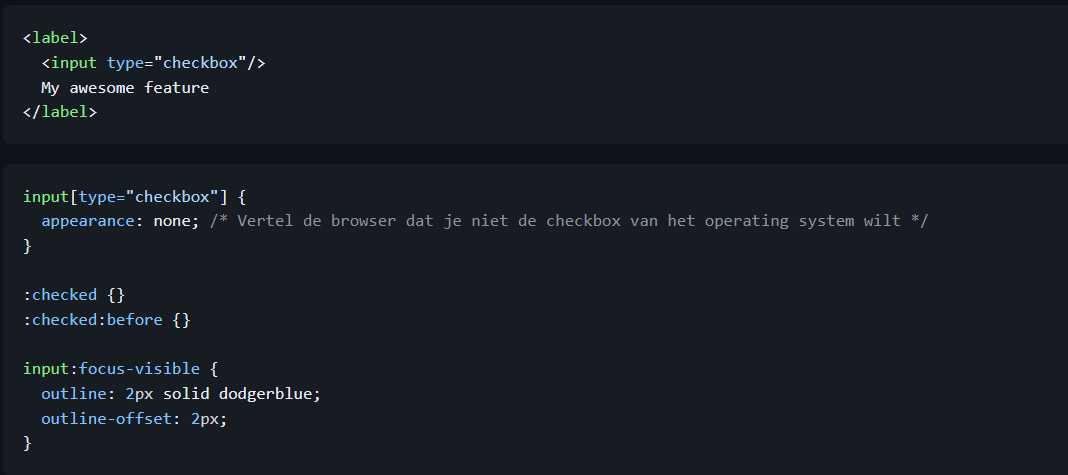 <label>
  <input type="checkbox"/>
  My awesome feature
</label>
input[type="checkbox"] {
  appearance: none; /* Vertel de browser dat je niet de checkbox van het operating system wilt */
}
:checked {}
:checked:before {}
input:focus-visible {
  outline: 2px solid dodgerblue;
  outline-offset: 2px;
}